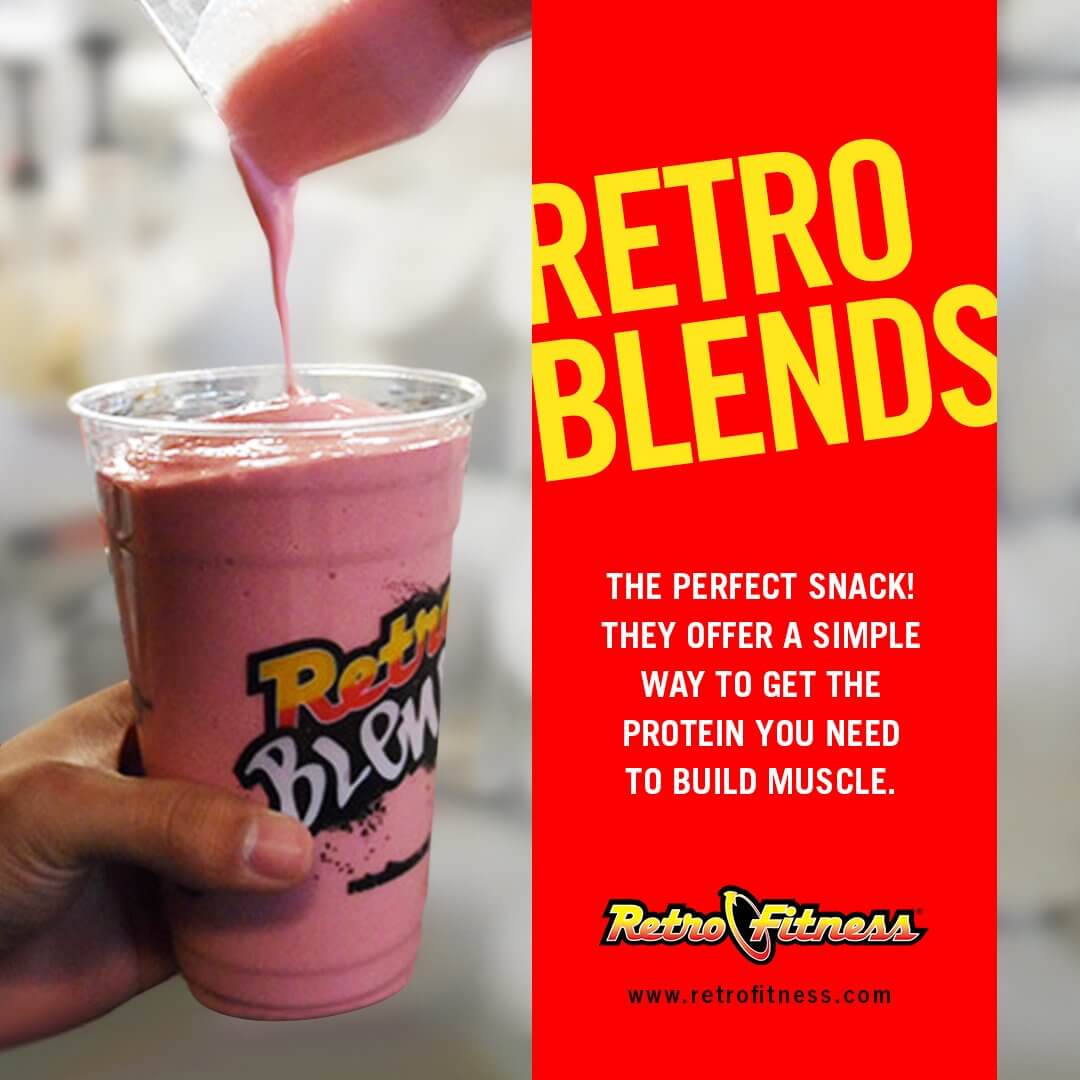 RETRO
BLENDS
THE PERFECT SNACK!
THEY OFFER A SIMPLE
WAY TO GET THE
PROTEIN YOU NEED
TO BUILD MUSCLE.
Retro Fitness®
www.retrofitness.com
Retro